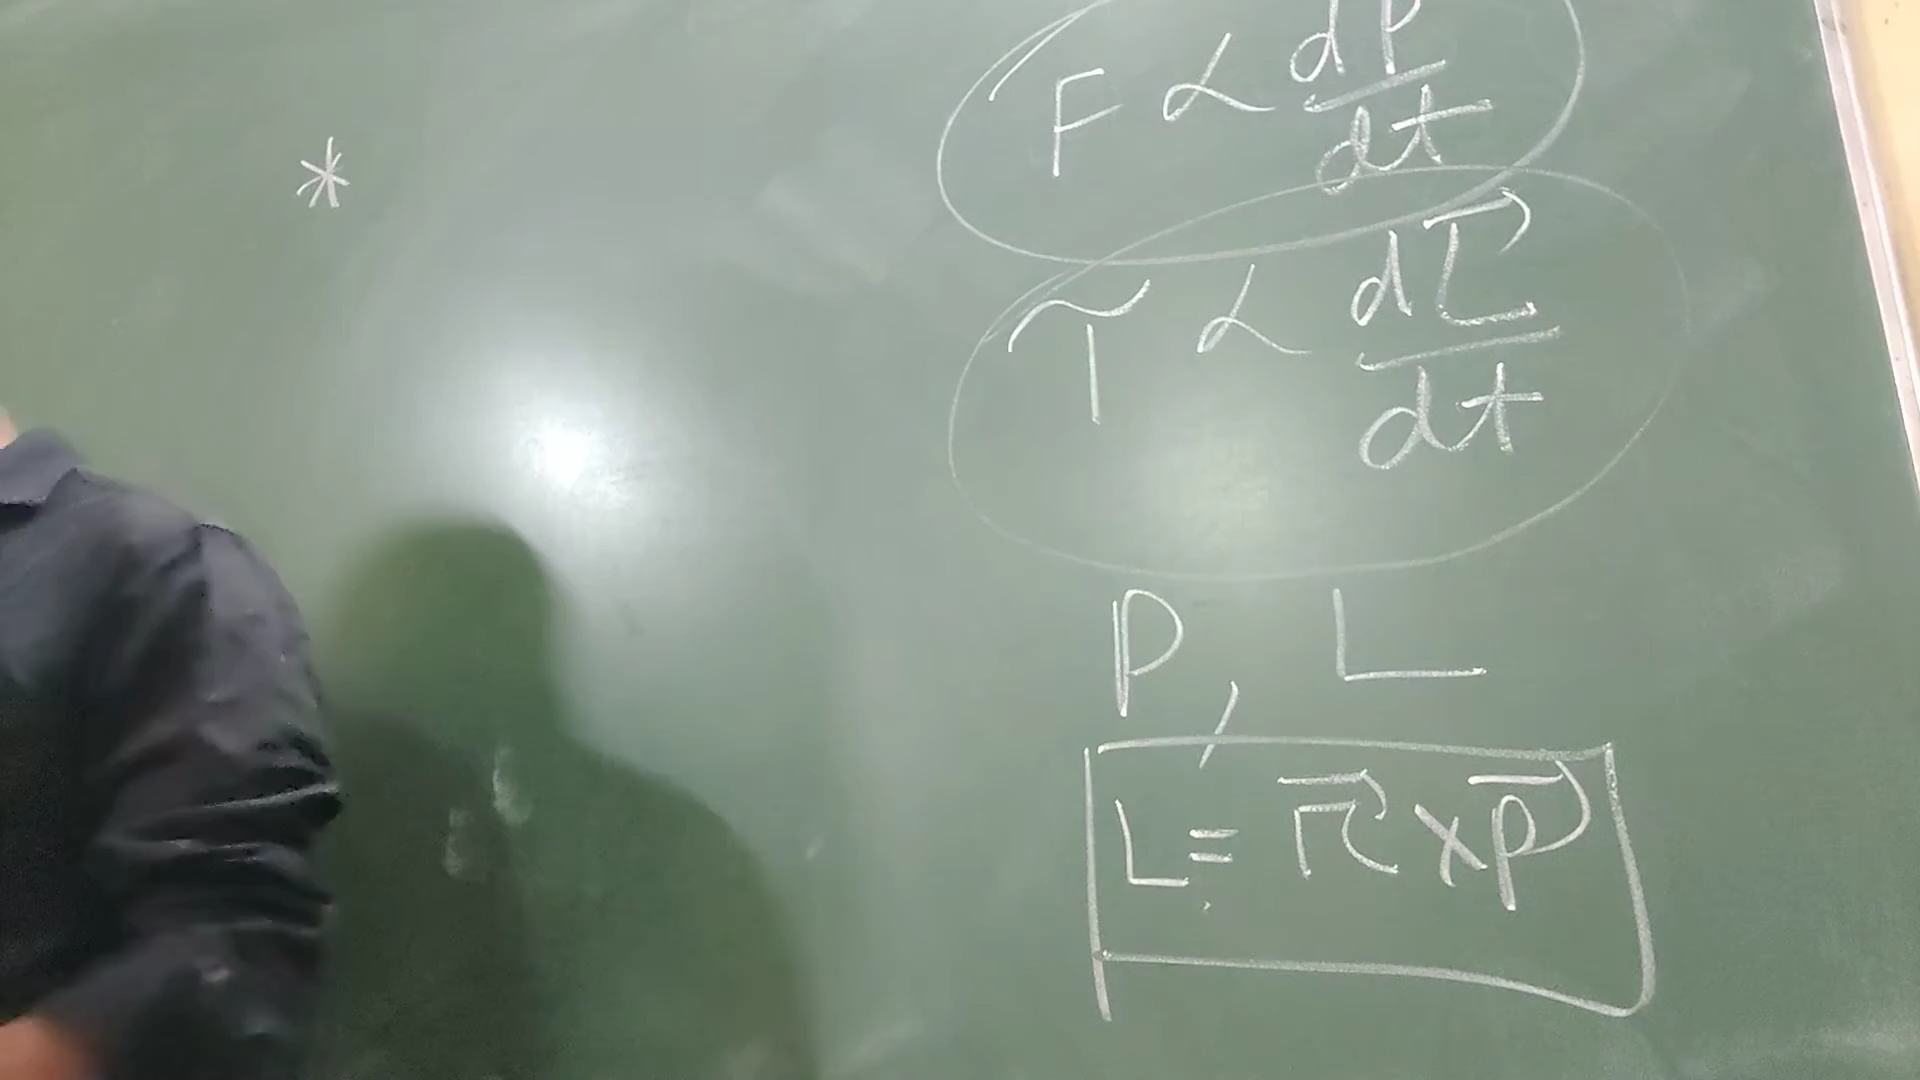 *
F ∝ dp/dt
τ ∝ dL⃗/dt
P, L
L = r⃗ × p⃗